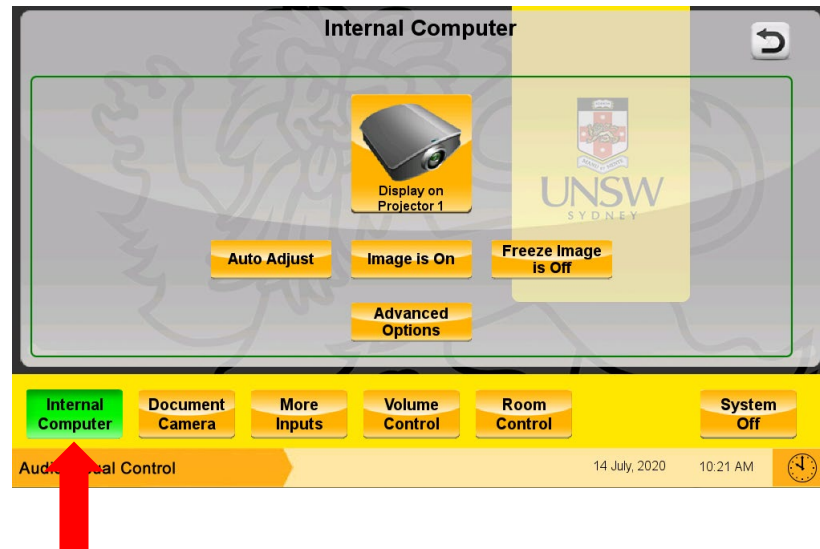 Internal Computer
Display on
Projector 1
UNSW
SYDNEY
Auto Adjust
Image is On
Freeze Image
is Off
Advanced
Options
Internal
Computer
Document
Camera
More
Inputs
Volume
Control
Room
Control
System
Off
Control
14 July, 2020
10:21 AM